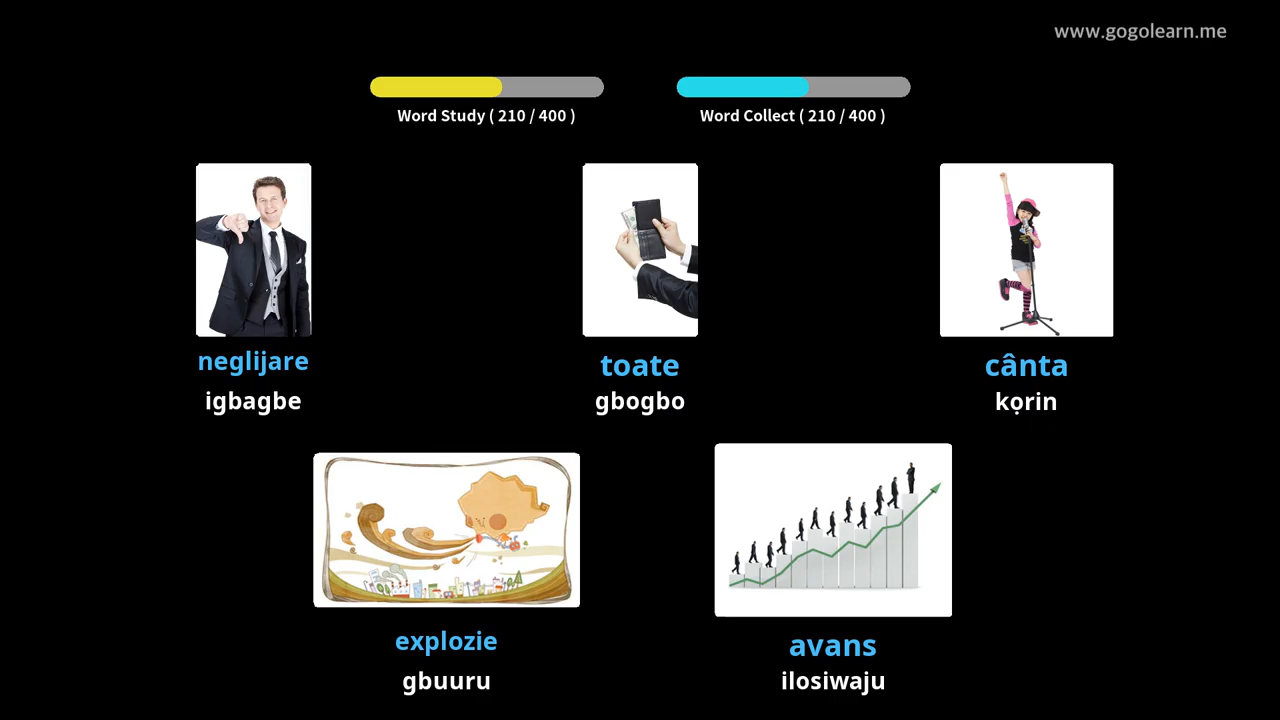 www.gogolearn.me
Word Study ( 210 / 400 )
Word Collect ( 210 / 400 )
neglijare
igbagbe
toate
gbogbo
cânta
kọrin
explozie
gbuuru
avans
ilosiwaju